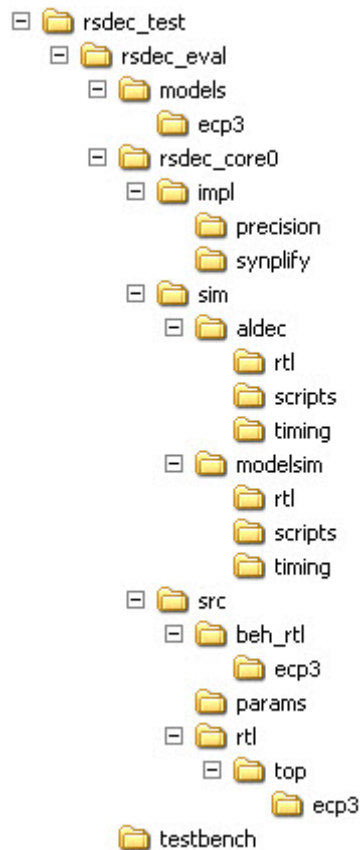 rsdec_test
rsdec_eval
models
ecp3
rsdec_core0
impl
precision
synplify
sim
aldec
rtl
scripts
timing
modelsim
rtl
scripts
timing
src
beh_rtl
ecp3
params
rtl
top
ecp3
testbench